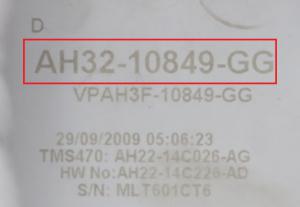 D
AH32-10849-GG
VPAH3F-10849-GG
29/09/2009 05:06:23
TMS470: AH22-14C026-AG
HW No:AH22-14C226-AD
S/N: MLT601CT6